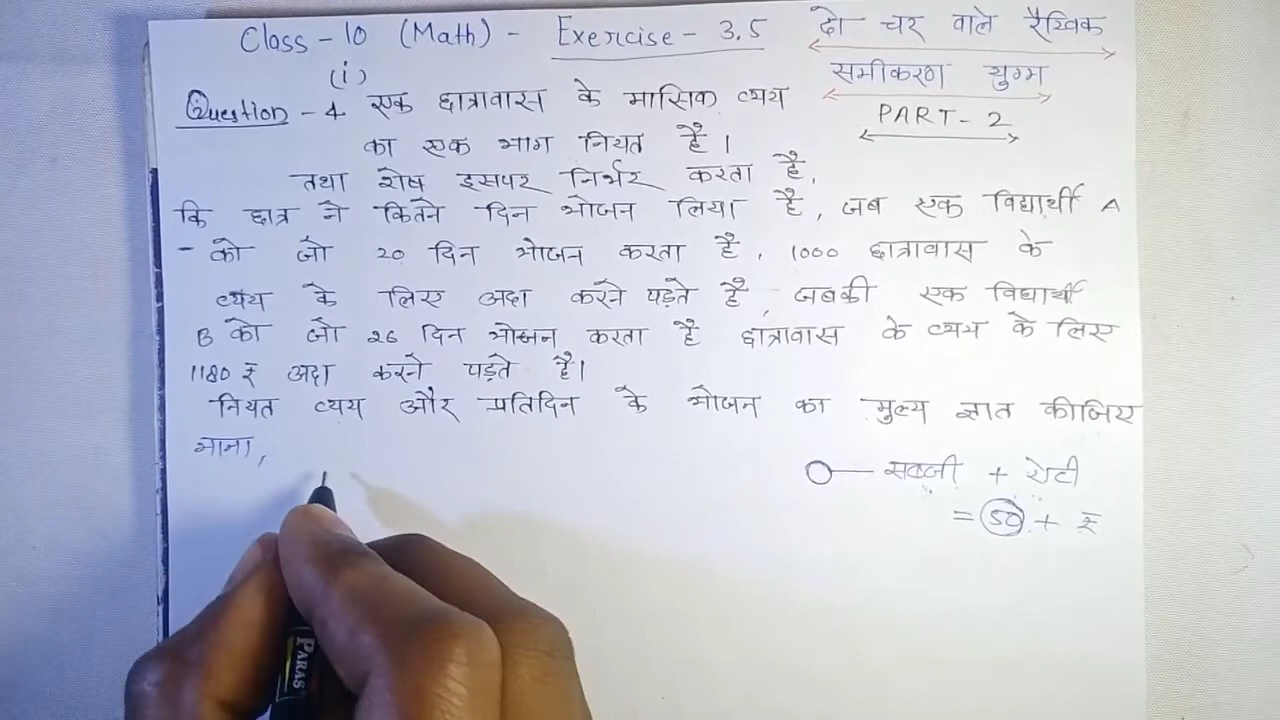 Class - 10 (Math) - Exercise - 3.5 दो चर वाले रैखिक
समीकरण युग्म
PART - 2
(i)
Question - 4 एक छात्रावास के मासिक व्यय
का एक भाग नियत है।
तथा शेष इसपर निर्भर करता है,
कि छात्र ने कितने दिन भोजन लिया है, जब एक विद्यार्थी A
- को जो 20 दिन भोजन करता है, 1000 छात्रावास के
व्यय के लिए अदा करने पड़ते है, जबकी एक विद्यार्थी
B को जो 26 दिन भोजन करता है छात्रावास के व्यय के लिए
1180 ₹ अदा करने पड़ते है।
नियत व्यय और प्रतिदिन के भोजन का मुल्य ज्ञात कीजिए
माना,
सब्जी + रोटी
= 50 + ₹
PARAS